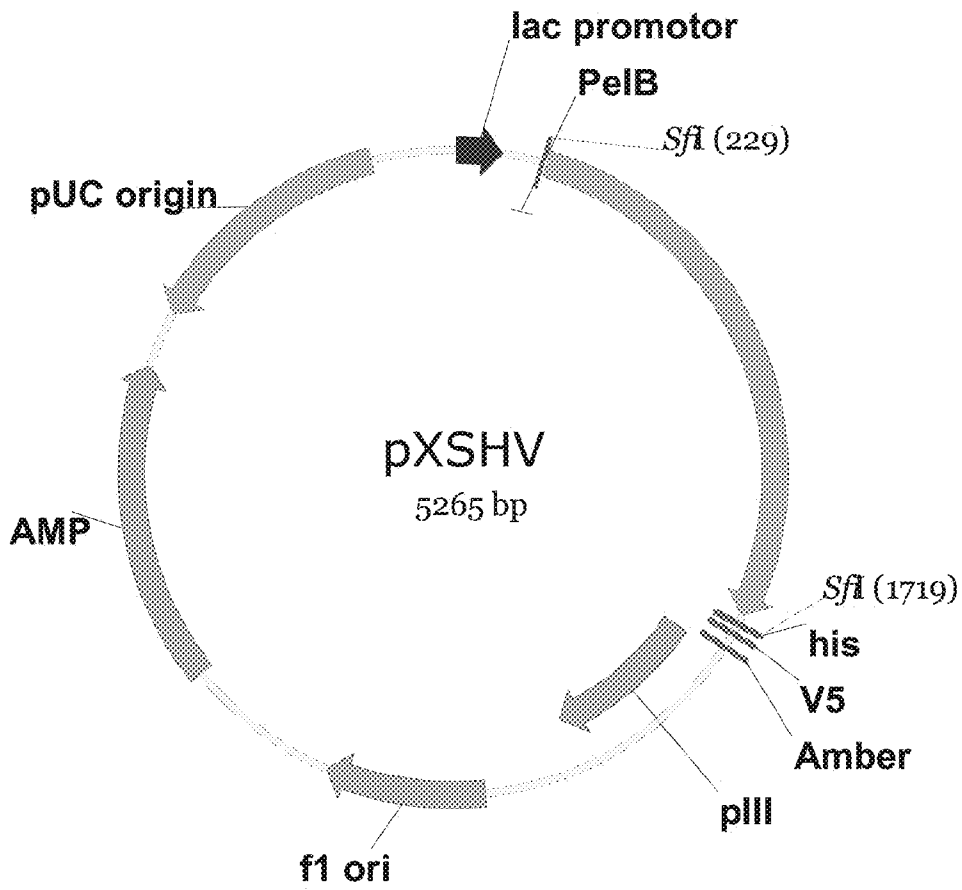 lac promotor
PelB
SfiI (229)
pUC origin
pXSHV
5265 bp
AMP
SfiI (1719)
his
V5
Amber
pIII
f1 ori